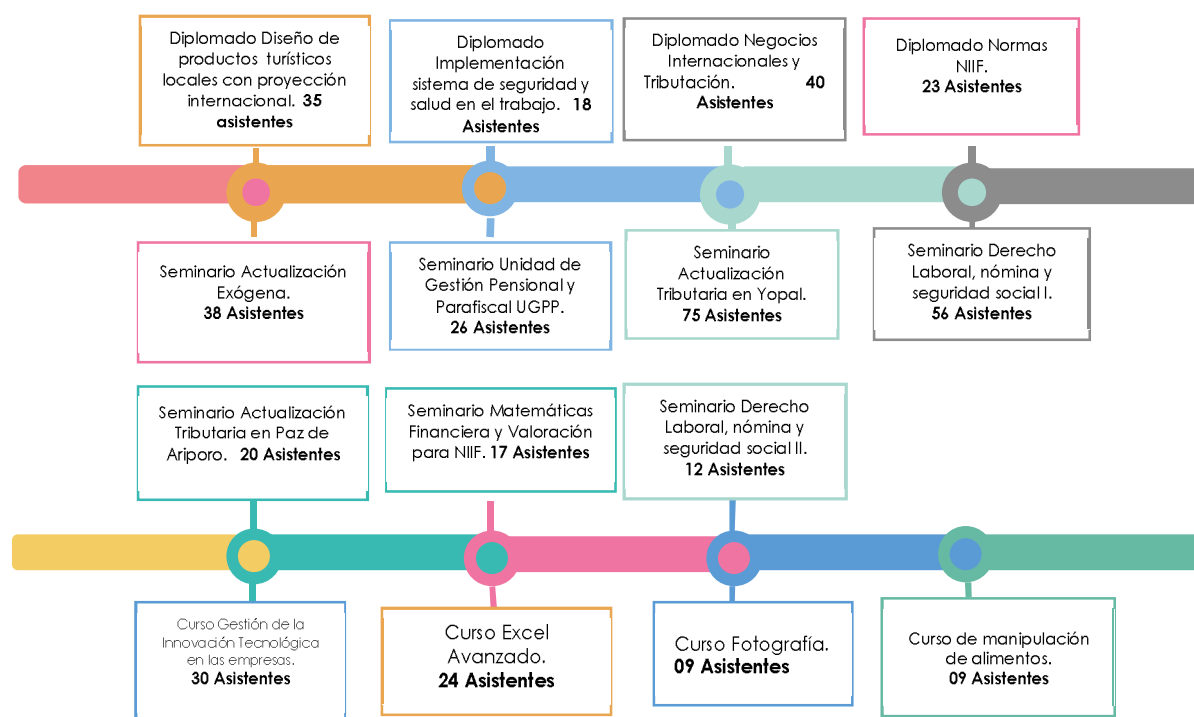 Diplomado Diseño de
productos turísticos
locales con proyección
internacional. 35
asistentes
Diplomado
Implementación
sistema de seguridad y
salud en el trabajo. 18
Asistentes
Diplomado Negocios
Internacionales y
Tributación. 40
Asistentes
Diplomado Normas
NIIF.
23 Asistentes
Seminario Actualización
Exógena.
38 Asistentes
Seminario Unidad de
Gestión Pensional y
Parafiscal UGPP.
26 Asistentes
Seminario
Actualización
Tributaria en Yopal.
75 Asistentes
Seminario Derecho
Laboral, nómina y
seguridad social I.
56 Asistentes
Seminario Actualización
Tributaria en Paz de
Ariporo. 20 Asistentes
Seminario Matemáticas
Financiera y Valoración
para NIIF. 17 Asistentes
Seminario Derecho
Laboral, nómina y
seguridad social II.
12 Asistentes
Curso Gestión de la
Innovación Tecnológica
en las empresas.
30 Asistentes
Curso Excel
Avanzado.
24 Asistentes
Curso Fotografía.
09 Asistentes
Curso de manipulación
de alimentos.
09 Asistentes